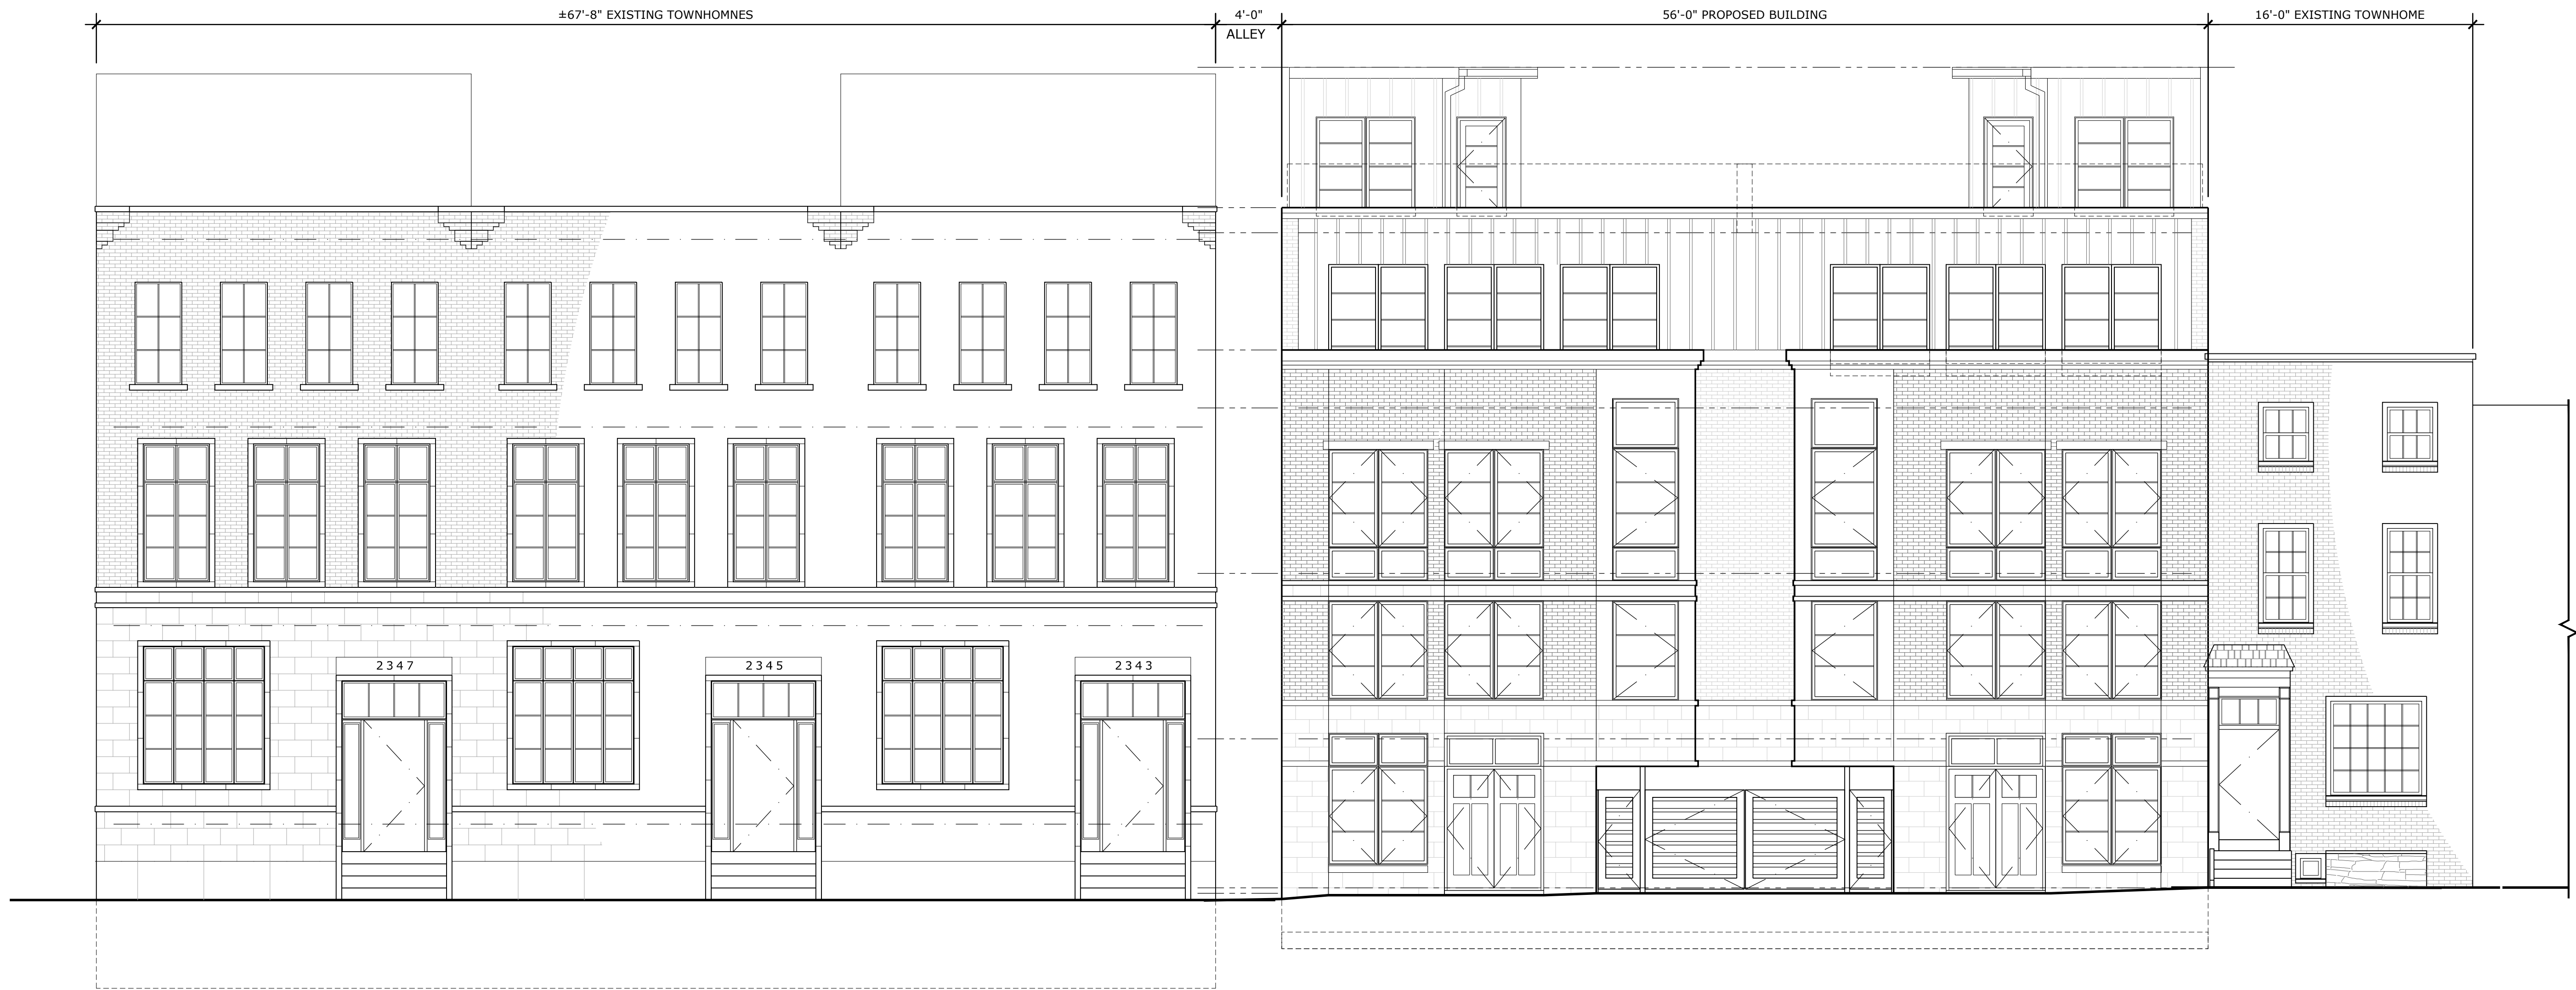 ±67'-8" EXISTING TOWNHOMNES
4'-0"
ALLEY
56'-0" PROPOSED BUILDING
16'-0" EXISTING TOWNHOME
2347
2345
2343